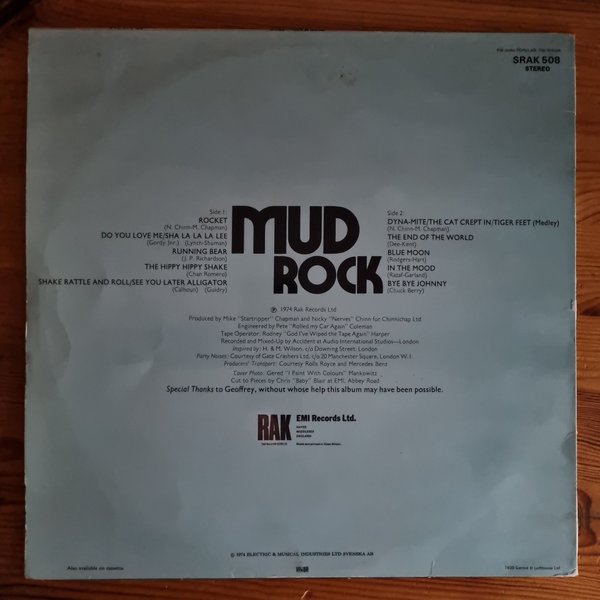 SRAK 508
STEREO
MUD
ROCK
Side 1:
ROCKET
(N. Chinn-M. Chapman)
DO YOU LOVE ME/SHA LA LA LA LEE
(Gordy Jnr.) (Lynch-Shuman)
RUNNING BEAR
(J. P. Richardson)
THE HIPPY HIPPY SHAKE
(Chan Romero)
SHAKE RATTLE AND ROLL/SEE YOU LATER ALLIGATOR
(Calhoun) (Guidry)
Side 2:
DYNA-MITE/THE CAT CREPT IN/TIGER FEET (Medley)
(N. Chinn-M. Chapman)
THE END OF THE WORLD
(Dee-Kent)
BLUE MOON
(Rodgers-Hart)
IN THE MOOD
(Razaf-Garland)
BYE BYE JOHNNY
(Chuck Berry)
℗ 1974 Rak Records Ltd
Produced by Mike "Startripper" Chapman and Nicky "Nerves" Chinn for Chinnichap Ltd
Engineered by Pete "Rolled my Car Again" Coleman
Tape Operator; Rodney "God I've Wiped the Tape Again" Harper
Recorded and Mixed-Up by Accident at Audio International Studios—London
Inspired by: H. & M. Wilson, c/o Downing Street, London
Party Noises: Courtesy of Gate Crashers Ltd, c/o 20 Manchester Square, London W.1.
Producers' Transport: Courtesy Rolls Royce and Mercedes Benz
Cover Photo: Gered "I Paint With Colours" Mankowitz
Cut to Pieces by Chris "Baby" Blair at EMI, Abbey Road
Special Thanks to Geoffrey, without whose help this album may have been possible.
RAK
EMI Records Ltd.
HAYES
MIDDLESEX
ENGLAND
© 1974 ELECTRIC & MUSICAL INDUSTRIES LTD SVENSKA AB
Also available on cassette